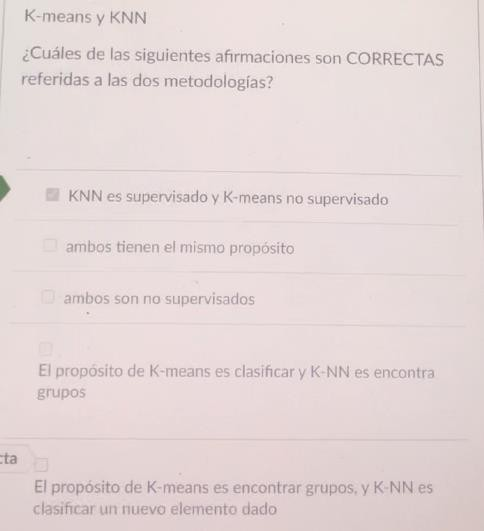 K-means y KNN
¿Cuáles de las siguientes afirmaciones son CORRECTAS
referidas a las dos metodologías?
KNN es supervisado y K-means no supervisado
ambos tienen el mismo propósito
ambos son no supervisados
El propósito de K-means es clasificar y K-NN es encontra
grupos
cta
El propósito de K-means es encontrar grupos, y K-NN es
clasificar un nuevo elemento dado